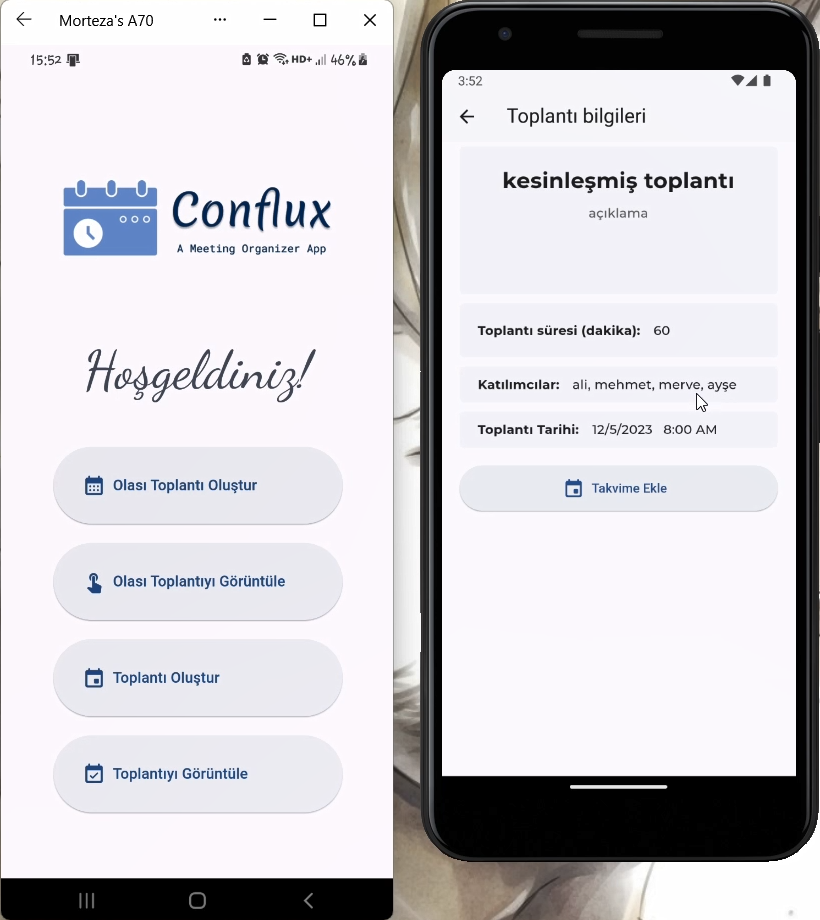 Morteza's A70
15:52
HD+ 46%
Conflux
A Meeting Organizer App
Hoşgeldiniz!
Olası Toplantı Oluştur
Olası Toplantıyı Görüntüle
Toplantı Oluştur
Toplantıyı Görüntüle
3:52
Toplantı bilgileri
kesinleşmiş toplantı
açıklama
Toplantı süresi (dakika): 60
Katılımcılar: ali, mehmet, merve, ayşe
Toplantı Tarihi: 12/5/2023 8:00 AM
Takvime Ekle